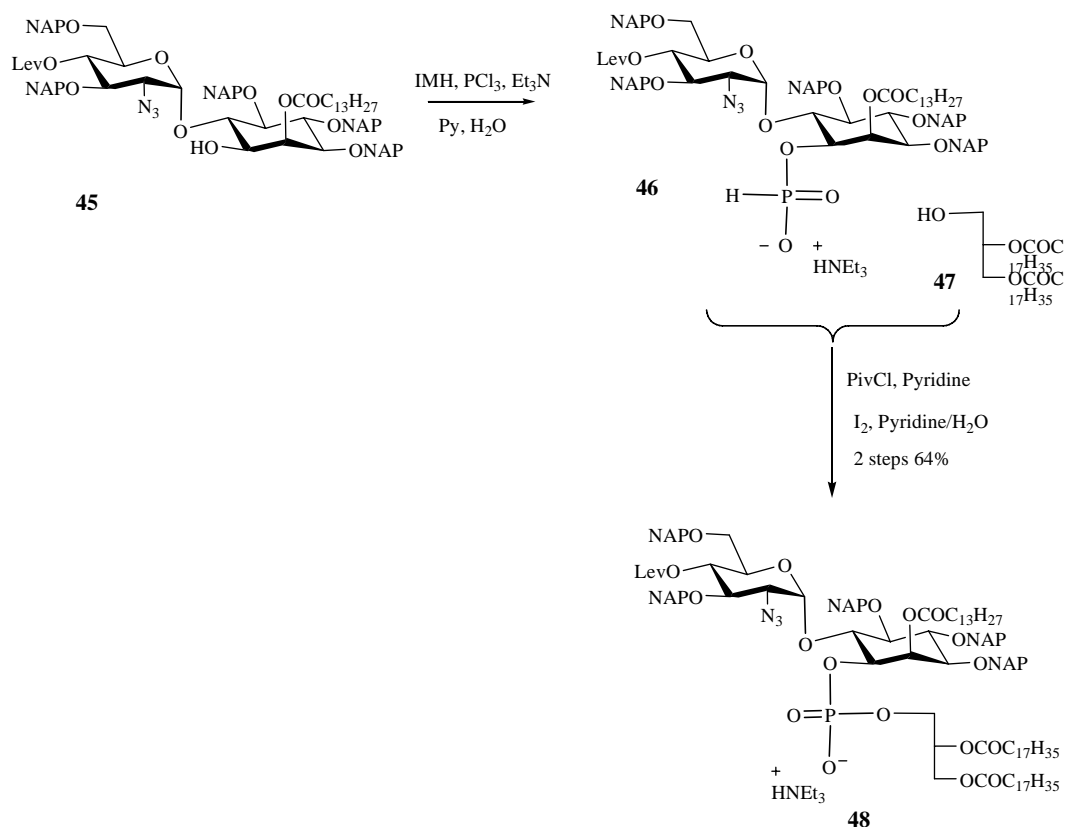 NAPO
LevO
NAPO
O
N₃
O
NAPO
OCOC₁₃H₂₇
ONAP
ONAP
HO
45
IMH, PCl₃, Et₃N
Py, H₂O
NAPO
LevO
NAPO
O
N₃
O
NAPO
OCOC₁₃H₂₇
ONAP
ONAP
O
46
H
P
O
− O
+
HNEt₃
HO
OCOC
₁₇H₃₅
OCOC
₁₇H₃₅
47
PivCl, Pyridine
I₂, Pyridine/H₂O
2 steps 64%
NAPO
LevO
NAPO
O
N₃
O
NAPO
OCOC₁₃H₂₇
ONAP
ONAP
O
O
P
O
O−
+
HNEt₃
OCOC₁₇H₃₅
OCOC₁₇H₃₅
48